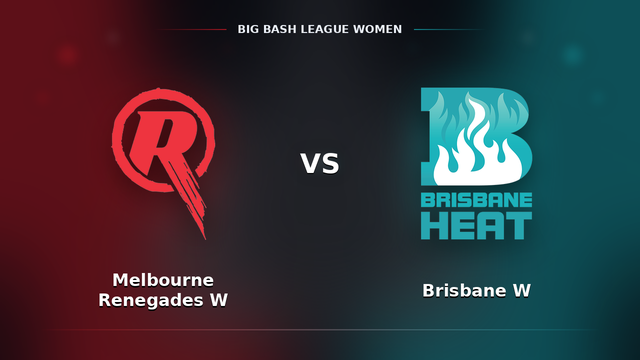 BIG BASH LEAGUE WOMEN
R
VS
B
BRISBANE
HEAT
Melbourne
Renegades W
Brisbane W